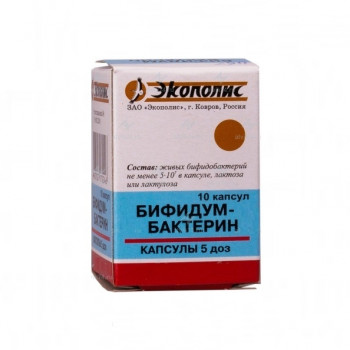 Экополис
ЗАО «Экополис», г. Ковров, Россия
Состав: живых бифидобактерий
не менее 5·10⁷ в капсуле, лактоза
или лактулоза
10 капсул
БИФИДУМ-
БАКТЕРИН
КАПСУЛЫ 5 доз